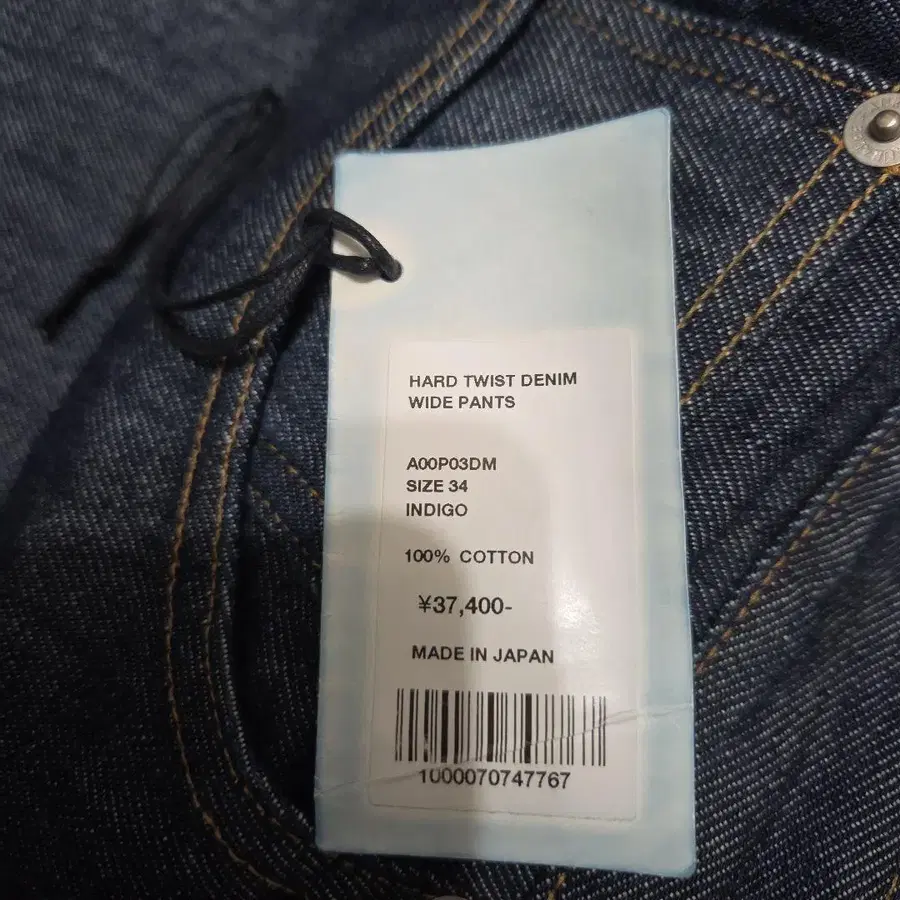 HARD TWIST DENIM
WIDE PANTS
A00P03DM
SIZE 34
INDIGO
100% COTTON
¥37,400-
MADE IN JAPAN
1000070747767